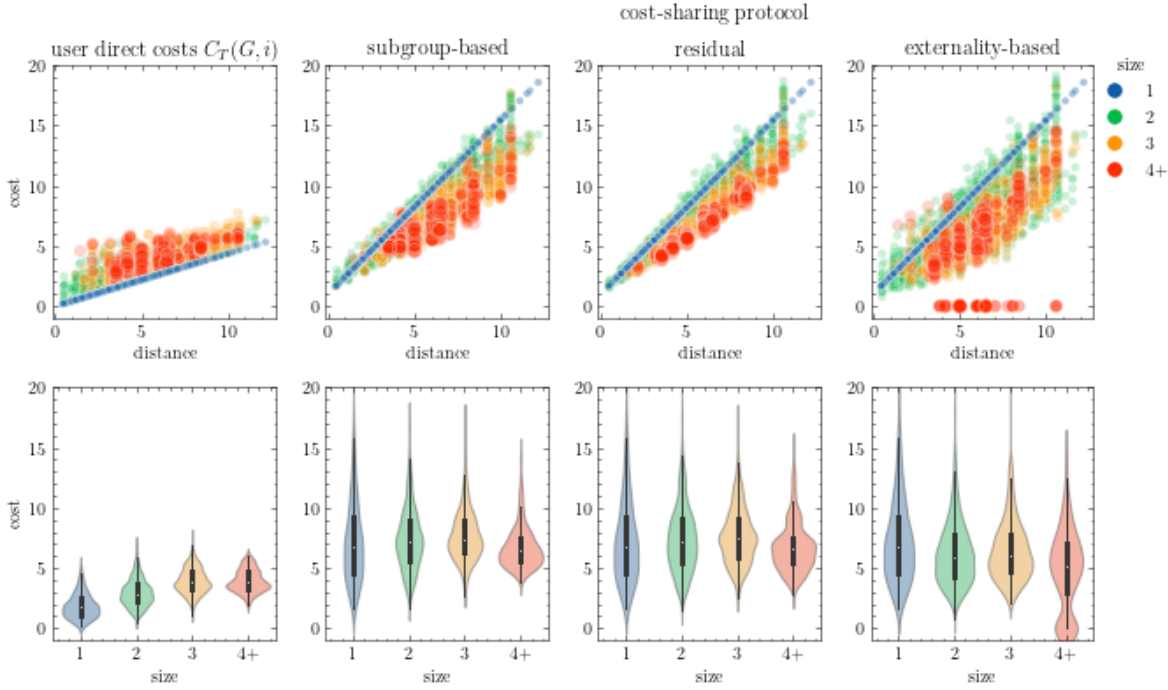 cost-sharing protocol
user direct costs C_T(G, i)
subgroup-based
residual
externality-based
size
1
2
3
4+
cost
20
15
10
5
0
0 5 10
distance
20
15
10
5
0
0 5 10
distance
20
15
10
5
0
0 5 10
distance
20
15
10
5
0
0 5 10
distance
cost
20
15
10
5
0
1 2 3 4+
size
20
15
10
5
0
1 2 3 4+
size
20
15
10
5
0
1 2 3 4+
size
20
15
10
5
0
1 2 3 4+
size